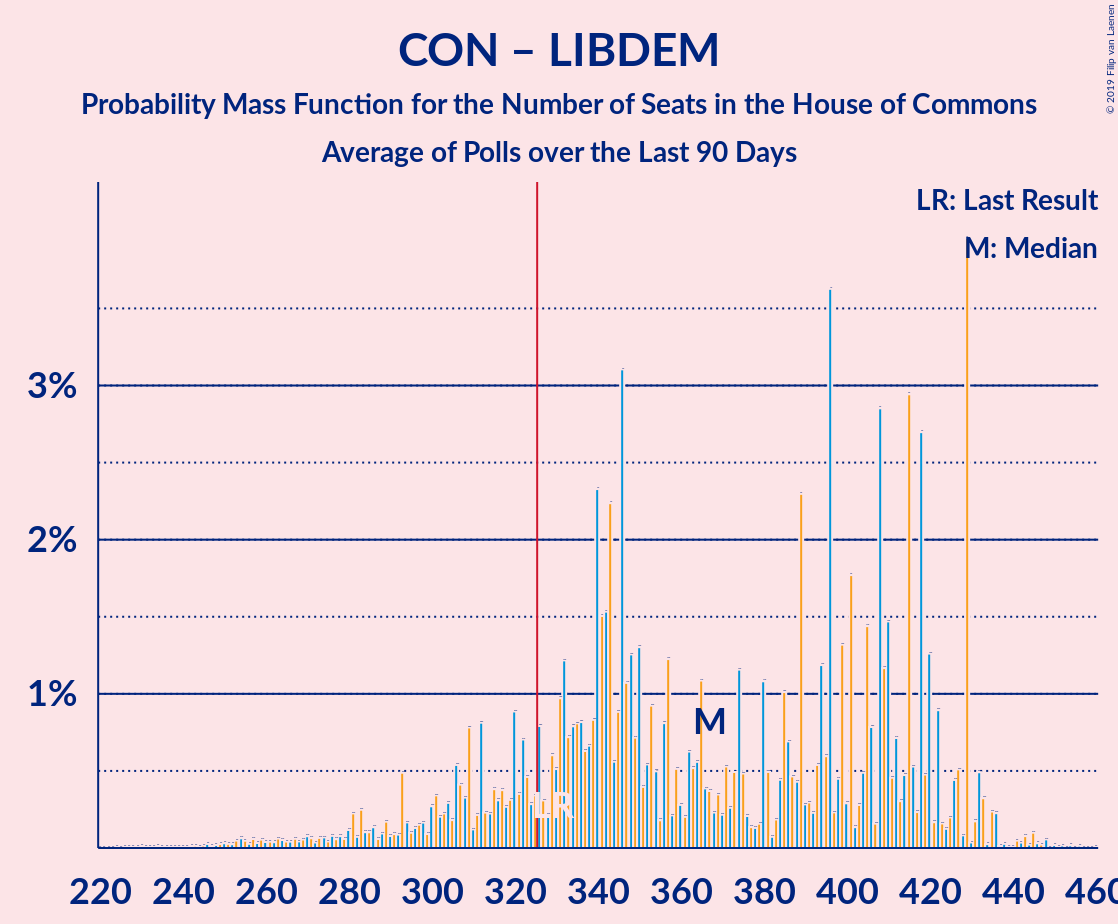 CON – LIBDEM
Probability Mass Function for the Number of Seats in the House of Commons
Average of Polls over the Last 90 Days
© 2019 Filip van Laenen
LR: Last Result
M: Median
3%
2%
1%
M
LR
220 240 260 280 300 320 340 360 380 400 420 440 460